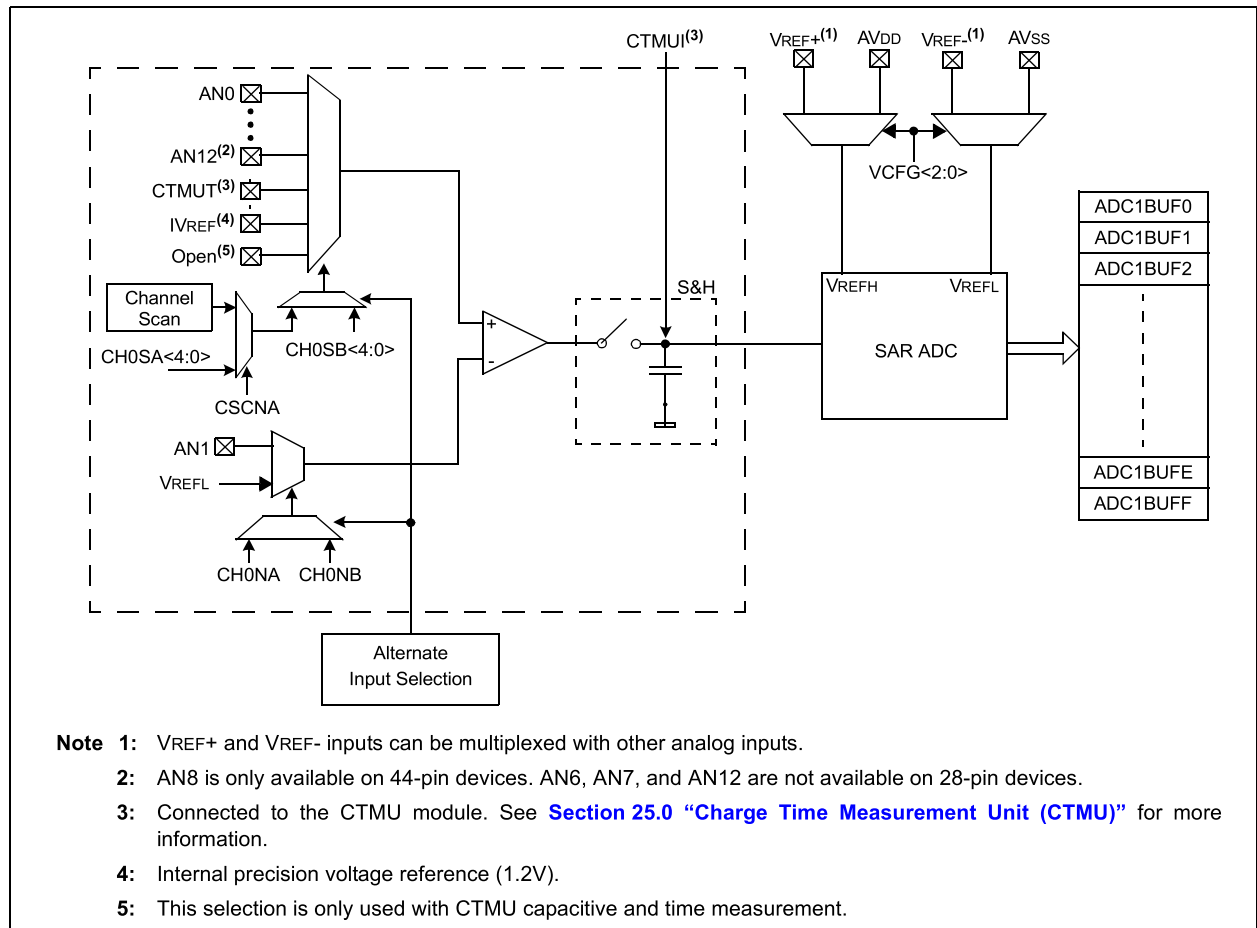 CTMUI(3)
VREF+(1) AVDD VREF-(1) AVSS
AN0
AN12(2)
CTMUT(3)
IVREF(4)
Open(5)
VCFG<2:0>
ADC1BUF0
ADC1BUF1
ADC1BUF2
Channel
Scan
CH0SA<4:0>
CH0SB<4:0>
CSCNA
+
-
S&H
VREFH VREFL
SAR ADC
AN1
VREFL
CH0NA CH0NB
ADC1BUFE
ADC1BUFF
Alternate
Input Selection
Note 1: VREF+ and VREF- inputs can be multiplexed with other analog inputs.
2: AN8 is only available on 44-pin devices. AN6, AN7, and AN12 are not available on 28-pin devices.
3: Connected to the CTMU module. See Section 25.0 “Charge Time Measurement Unit (CTMU)” for more
information.
4: Internal precision voltage reference (1.2V).
5: This selection is only used with CTMU capacitive and time measurement.